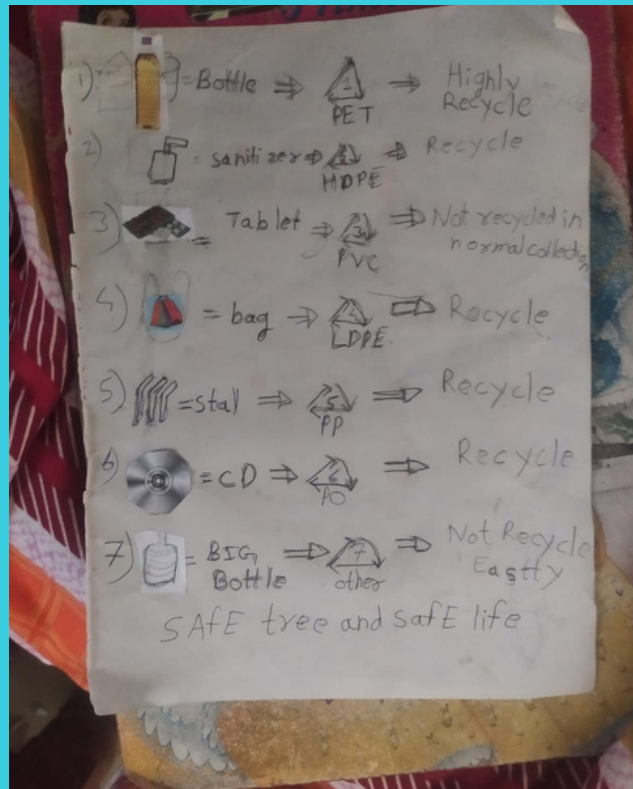 1) = Bottle ⇒ 1 PET ⇒ Highly Recycle
2) = sanitizer ⇒ 2 HDPE ⇒ Recycle
3) = Tablet ⇒ 3 PVC ⇒ Not recycled in normal collection
4) = bag ⇒ 4 LDPE ⇒ Recycle
5) = stal ⇒ 5 PP ⇒ Recycle
6) = CD ⇒ 6 PO ⇒ Recycle
7) = BIG Bottle ⇒ 7 other ⇒ Not Recycle Eastty
SAfE tree and safE life